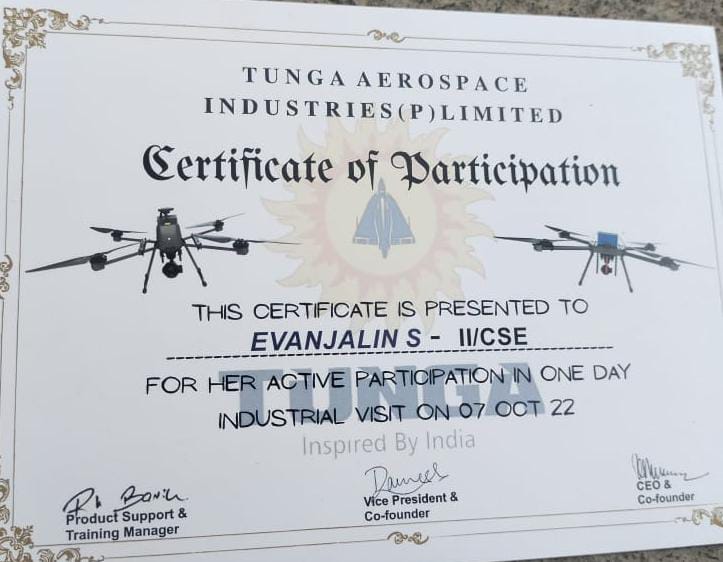 TUNGA AEROSPACE
INDUSTRIES(P)LIMITED
Certificate of Participation
THIS CERTIFICATE IS PRESENTED TO
EVANJALIN S - II/CSE
FOR HER ACTIVE PARTICIPATION IN ONE DAY
TUNGA
INDUSTRIAL VISIT ON 07 OCT 22
Inspired By India
Product Support &
Training Manager
Vice President &
Co-founder
CEO &
Co-founder